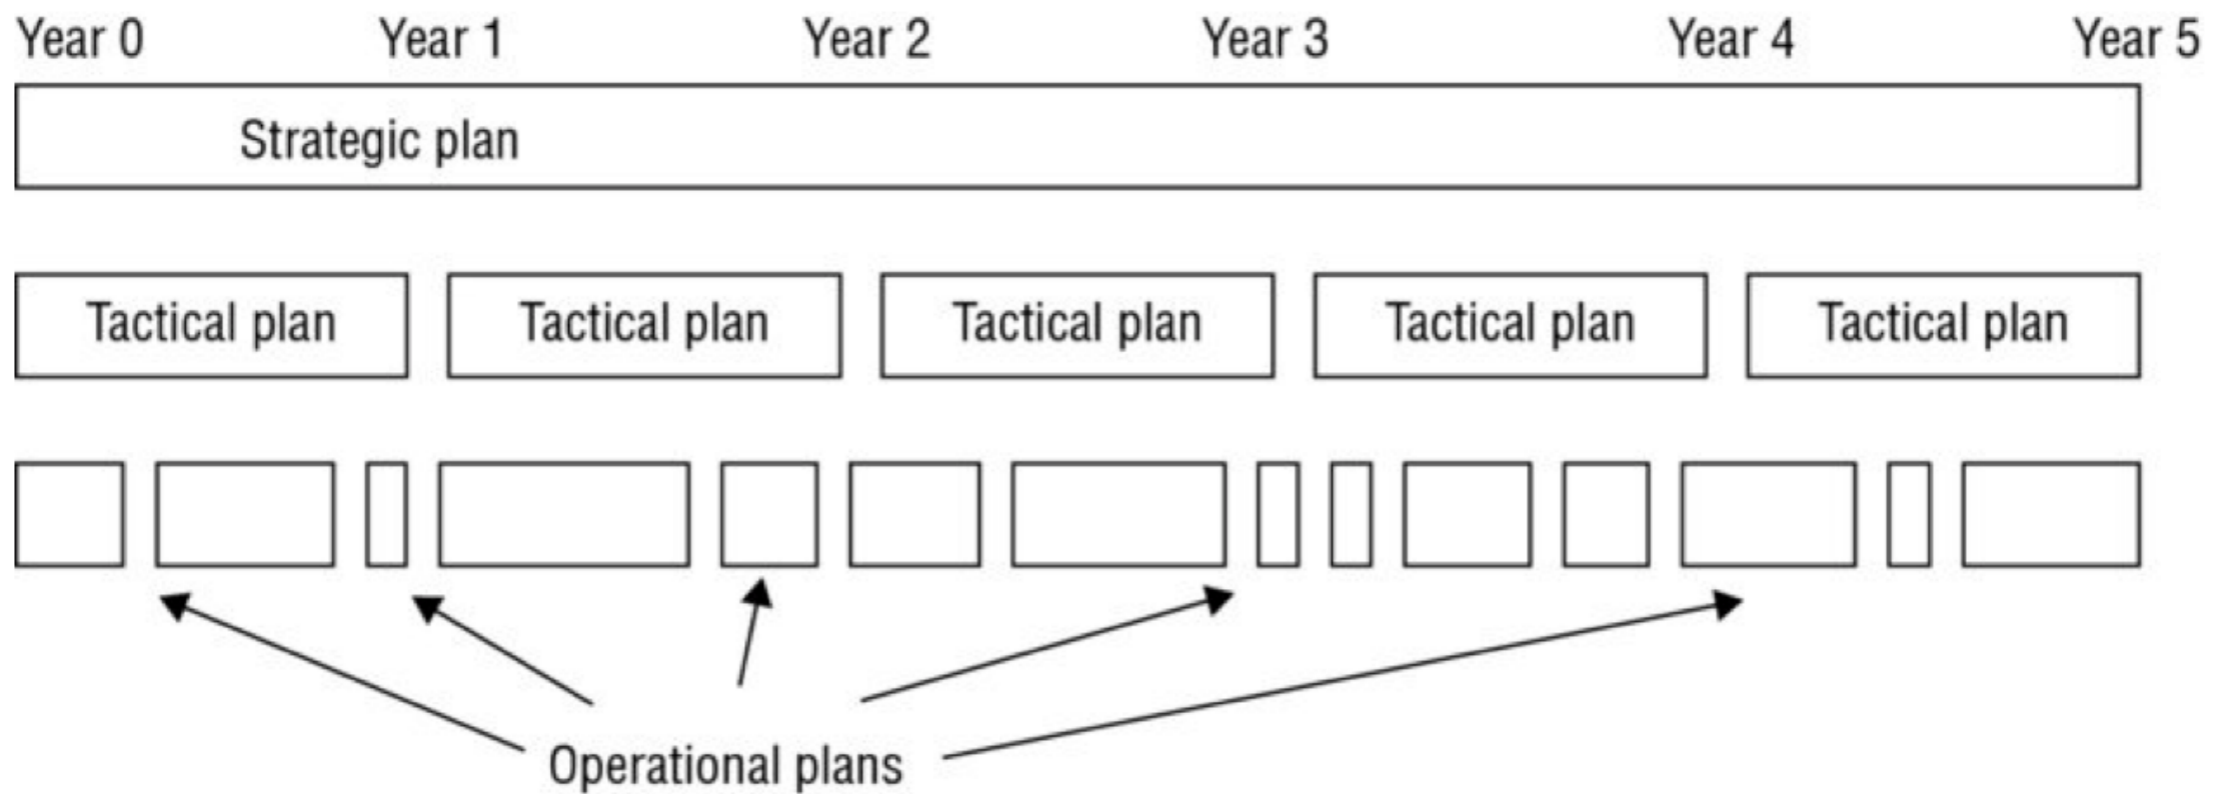 Year 0 Year 1 Year 2 Year 3 Year 4 Year 5
Strategic plan
Tactical plan Tactical plan Tactical plan Tactical plan Tactical plan
Operational plans